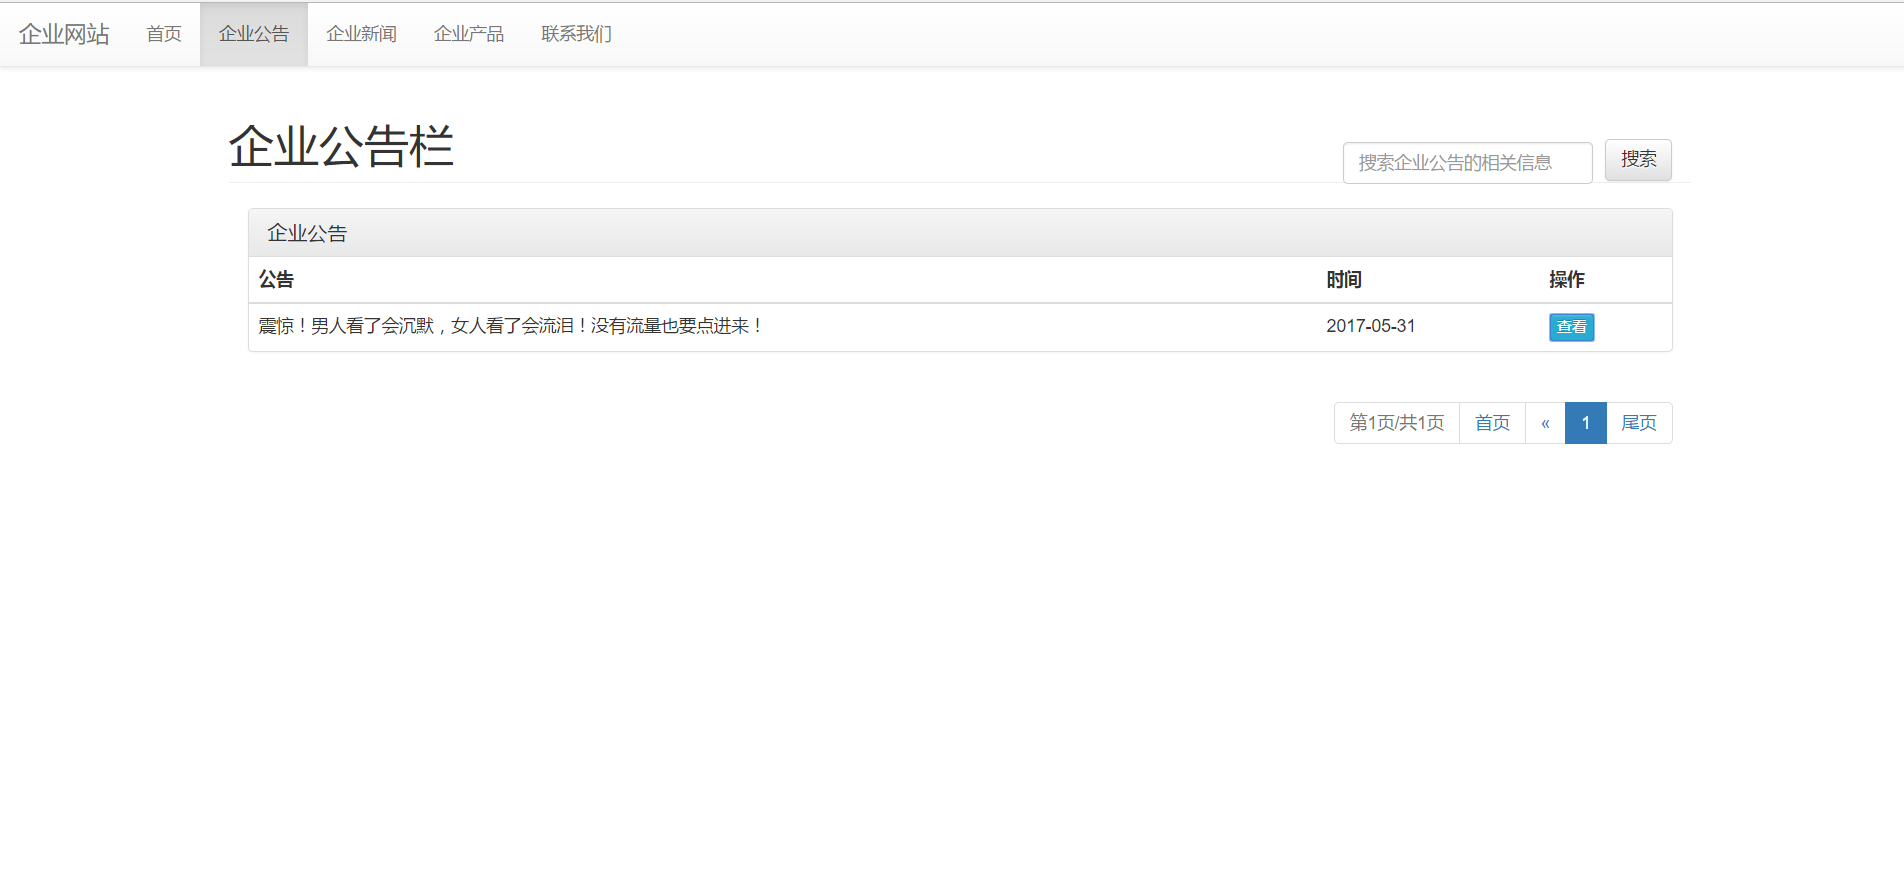 企业网站 首页 企业公告 企业新闻 企业产品 联系我们
企业公告栏
搜索企业公告的相关信息 搜索
企业公告
公告 时间 操作
震惊！男人看了会沉默，女人看了会流泪！没有流量也要点进来！ 2017-05-31 查看
第1页/共1页 首页 « 1 尾页